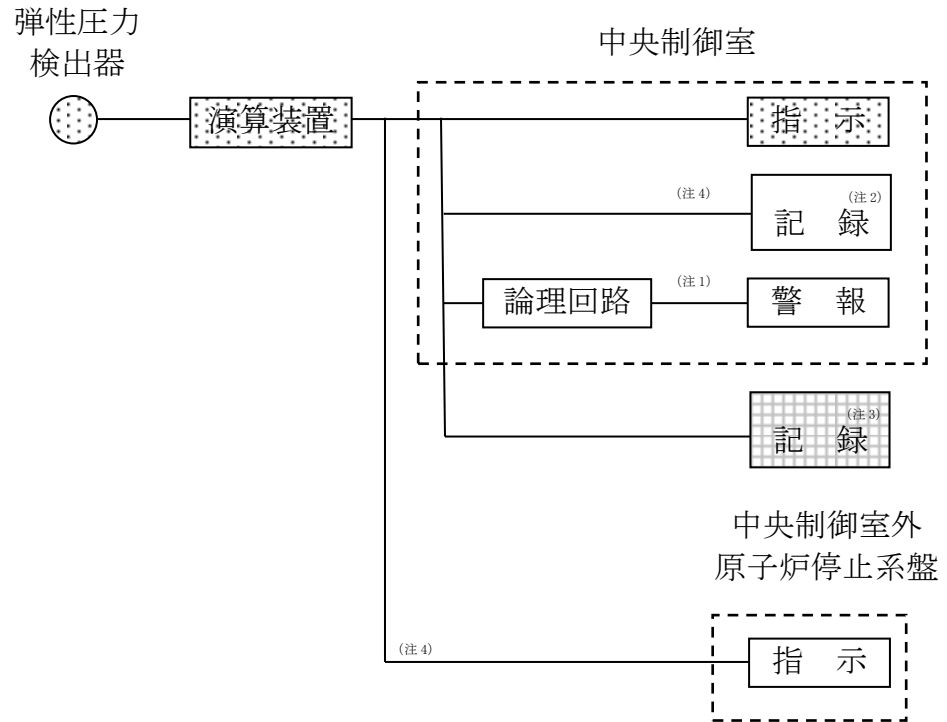 弾性圧力
検出器
中央制御室
演算装置
指 示
(注4)
(注2)
記 録
論理回路
(注1)
警 報
(注3)
記 録
中央制御室外
原子炉停止系盤
(注4)
指 示